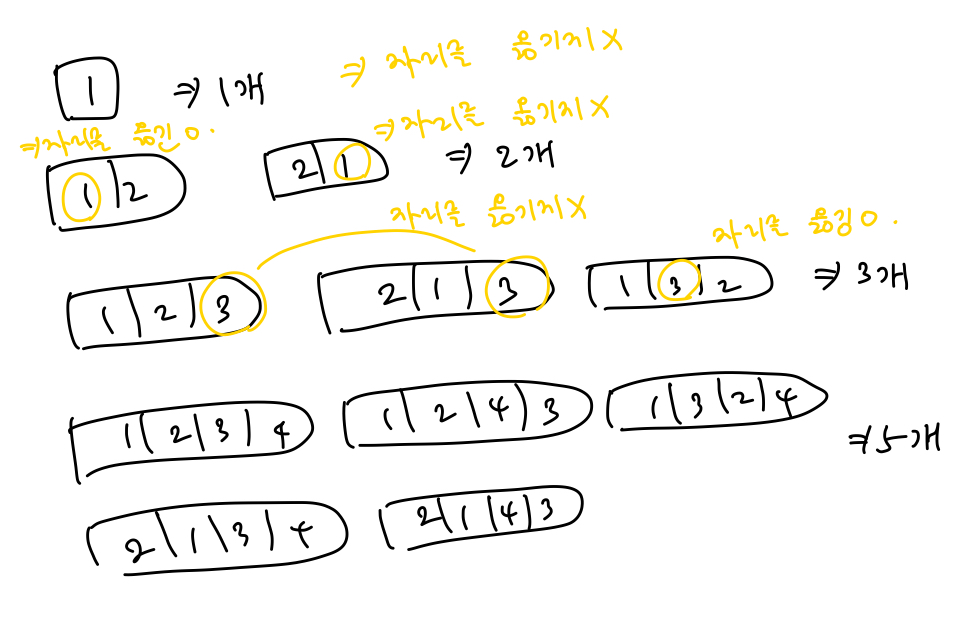 1 ⇒ 1개 ⇒ 자리를 옮기지 X
⇒ 자리를 옮긴 O. ⇒ 자리를 옮기지 X
1 | 2 2 | 1 ⇒ 2개
자리를 옮기지 X 자리를 옮김 O.
1 | 2 | 3 2 | 1 | 3 1 | 3 | 2 ⇒ 3개
1 | 2 | 3 | 4 1 | 2 | 4 | 3 1 | 3 | 2 | 4 ⇒ 5개
2 | 1 | 3 | 4 2 | 1 | 4 | 3